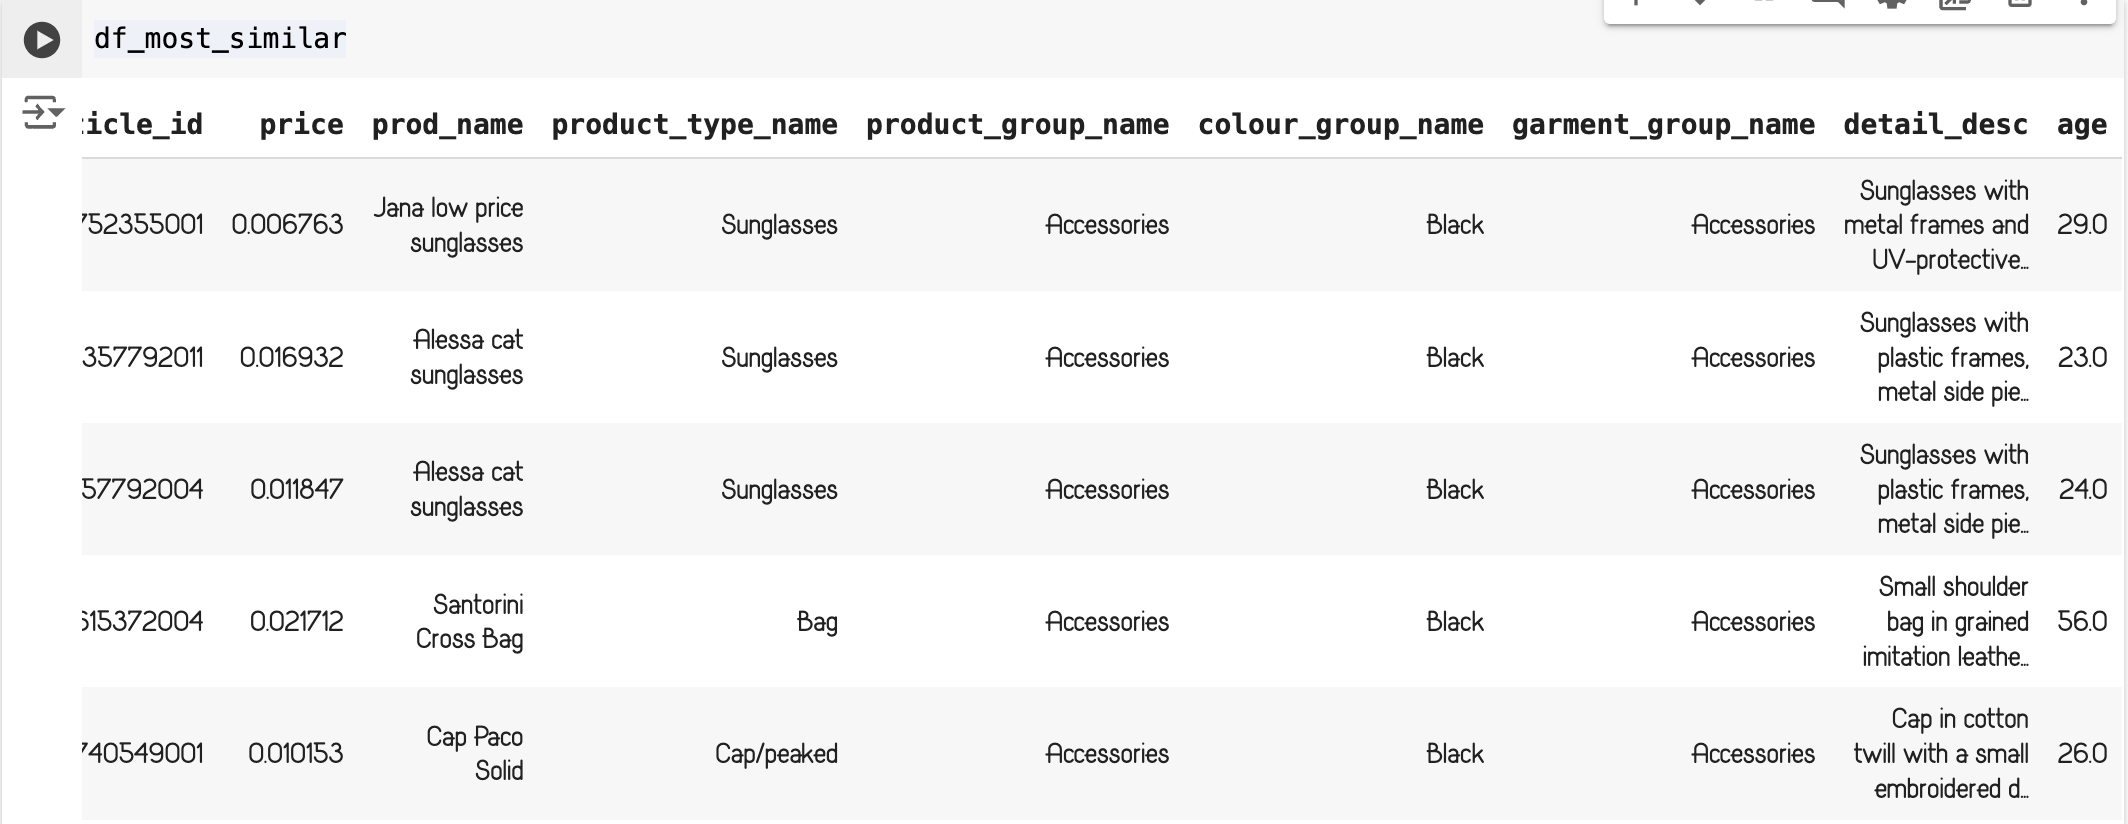 df_most_similar
icle_id price prod_name product_type_name product_group_name colour_group_name garment_group_name detail_desc age
752355001 0.006763 Jana low price sunglasses Sunglasses Accessories Black Accessories Sunglasses with metal frames and UV-protective... 29.0
357792011 0.016932 Alessa cat sunglasses Sunglasses Accessories Black Accessories Sunglasses with plastic frames, metal side pie... 23.0
57792004 0.011847 Alessa cat sunglasses Sunglasses Accessories Black Accessories Sunglasses with plastic frames, metal side pie... 24.0
615372004 0.021712 Santorini Cross Bag Bag Accessories Black Accessories Small shoulder bag in grained imitation leathe... 56.0
740549001 0.010153 Cap Paco Solid Cap/peaked Accessories Black Accessories Cap in cotton twill with a small embroidered d... 26.0